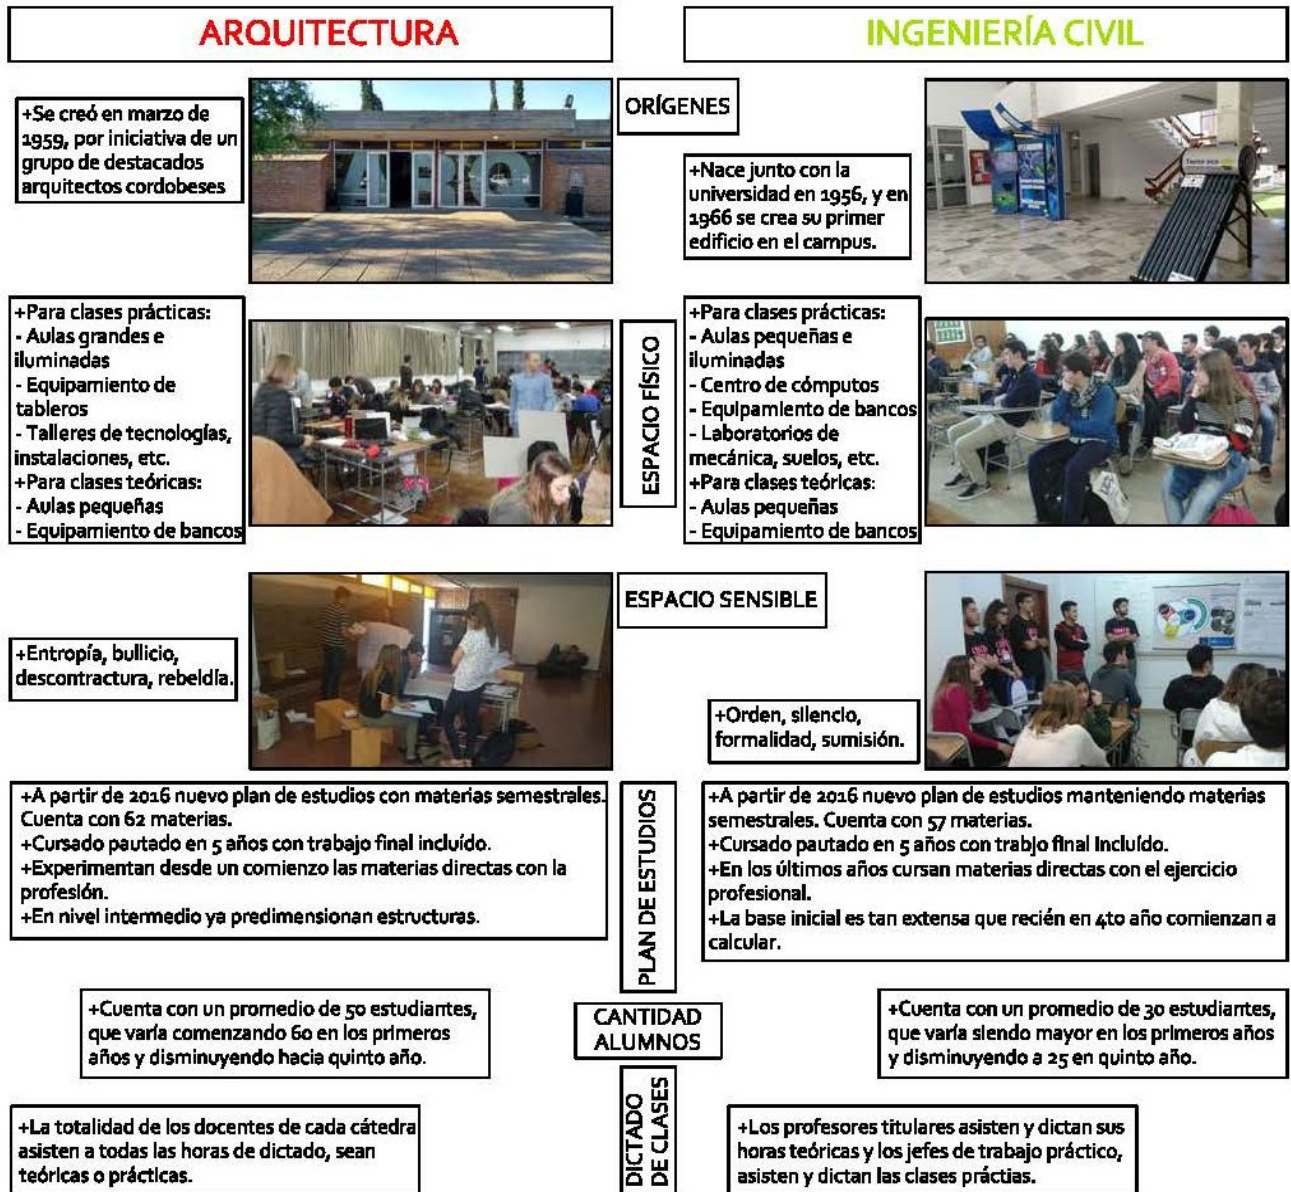 ARQUITECTURA
INGENIERÍA CIVIL
ORÍGENES
+Se creó en marzo de
1959, por iniciativa de un
grupo de destacados
arquitectos cordobeses
ARQ
+Nace junto con la
universidad en 1956, y en
1966 se crea su primer
edificio en el campus.
ESPACIO FÍSICO
+Para clases prácticas:
- Aulas grandes e
iluminadas
- Equipamiento de
tableros
- Talleres de tecnologías,
instalaciones, etc.
+Para clases teóricas:
- Aulas pequeñas
- Equipamiento de bancos
+Para clases prácticas:
- Aulas pequeñas e
iluminadas
- Centro de cómputos
- Equipamiento de bancos
- Laboratorios de
mecánica, suelos, etc.
+Para clases teóricas:
- Aulas pequeñas
- Equipamiento de bancos
ESPACIO SENSIBLE
+Entropía, bullicio,
descontractura, rebeldía.
+Orden, silencio,
formalidad, sumisión.
PLAN DE ESTUDIOS
+A partir de 2016 nuevo plan de estudios con materias semestrales.
Cuenta con 62 materias.
+Cursado pautado en 5 años con trabajo final incluído.
+Experimentan desde un comienzo las materias directas con la
profesión.
+En nivel intermedio ya predimensionan estructuras.
+A partir de 2016 nuevo plan de estudios manteniendo materias
semestrales. Cuenta con 57 materias.
+Cursado pautado en 5 años con trabjo final incluído.
+En los últimos años cursan materias directas con el ejercicio
profesional.
+La base inicial es tan extensa que recién en 4to año comienzan a
calcular.
CANTIDAD
ALUMNOS
+Cuenta con un promedio de 50 estudiantes,
que varía comenzando 60 en los primeros
años y disminuyendo hacia quinto año.
+Cuenta con un promedio de 30 estudiantes,
que varía siendo mayor en los primeros años
y disminuyendo a 25 en quinto año.
DICTADO
DE CLASES
+La totalidad de los docentes de cada cátedra
asisten a todas las horas de dictado, sean
teóricas o prácticas.
+Los profesores titulares asisten y dictan sus
horas teóricas y los jefes de trabajo práctico,
asisten y dictan las clases práctias.